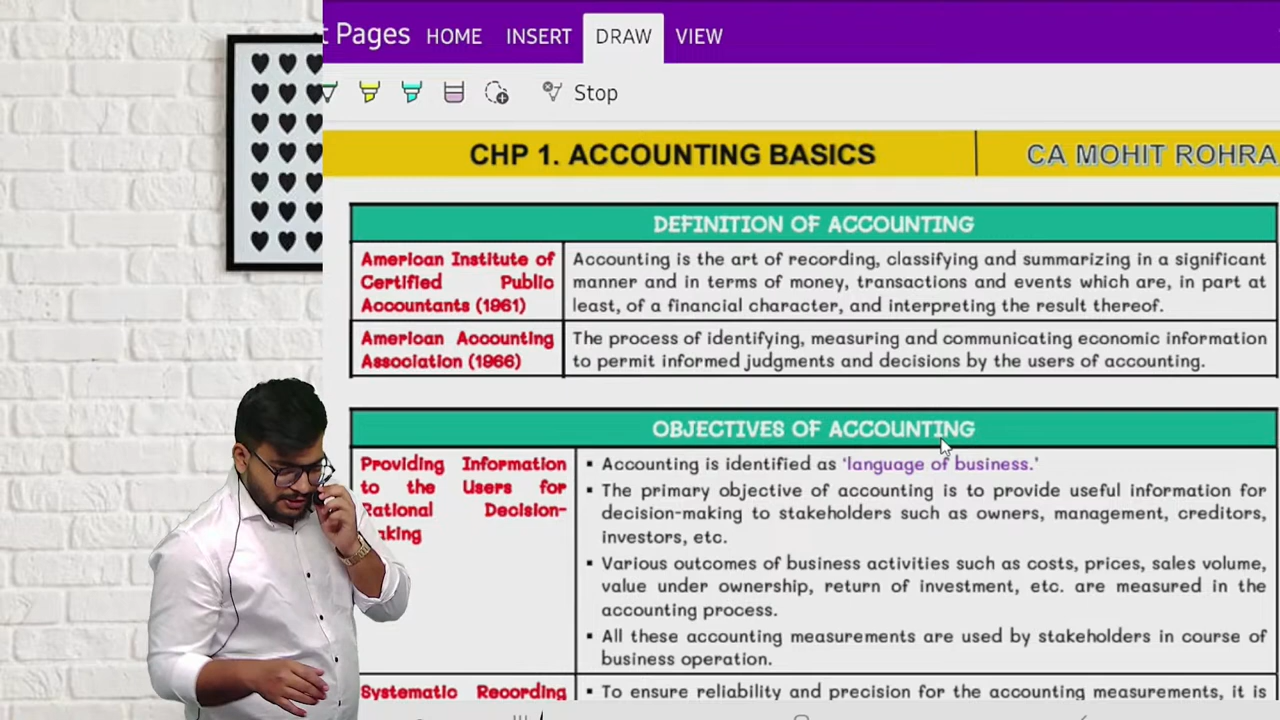 t Pages HOME INSERT DRAW VIEW
Stop
CHP 1. ACCOUNTING BASICS
CA MOHIT ROHRA
DEFINITION OF ACCOUNTING
American Institute of
Certified Public
Accountants (1961)
Accounting is the art of recording, classifying and summarizing in a significant
manner and in terms of money, transactions and events which are, in part at
least, of a financial character, and interpreting the result thereof.
American Accounting
Association (1966)
The process of identifying, measuring and communicating economic information
to permit informed judgments and decisions by the users of accounting.
OBJECTIVES OF ACCOUNTING
Providing Information
to the Users for
Rational Decision-
aking
▪ Accounting is identified as 'language of business.'
▪ The primary objective of accounting is to provide useful information for
decision-making to stakeholders such as owners, management, creditors,
investors, etc.
▪ Various outcomes of business activities such as costs, prices, sales volume,
value under ownership, return of investment, etc. are measured in the
accounting process.
▪ All these accounting measurements are used by stakeholders in course of
business operation.
Systematic Recording
▪ To ensure reliability and precision for the accounting measurements, it is